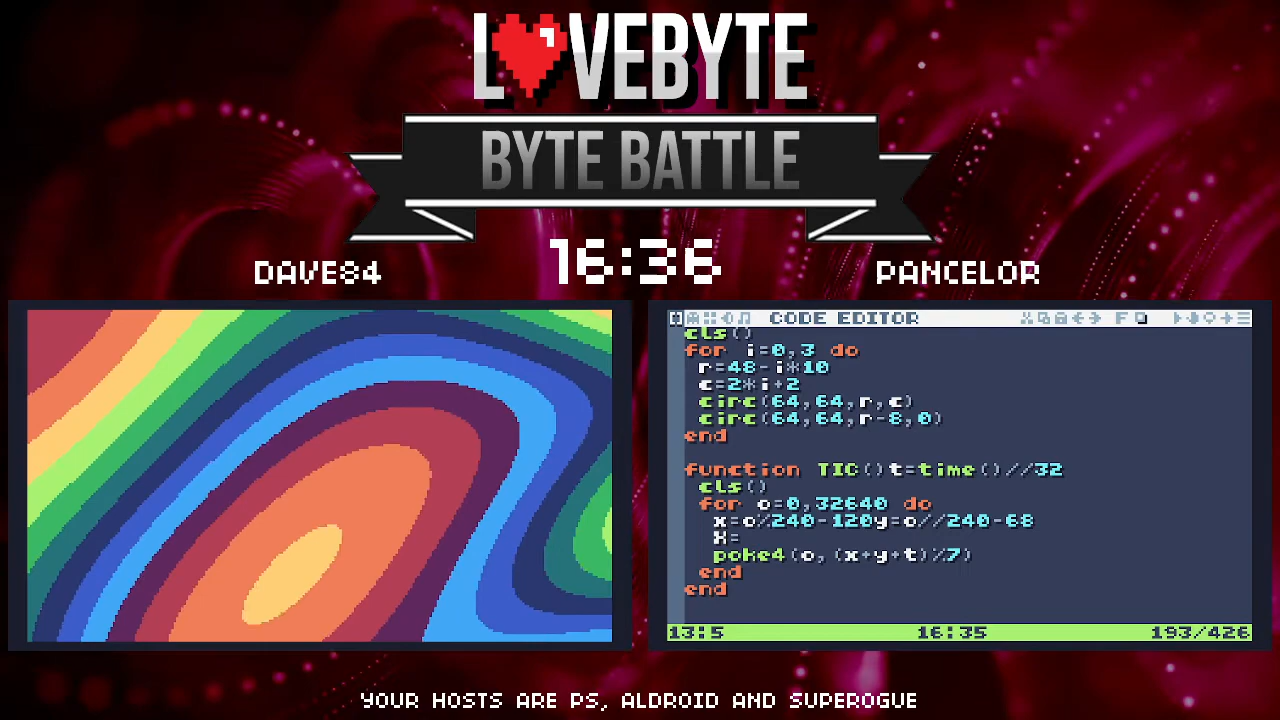 LOVEBYTE
BYTE BATTLE
16:36
DAVE84
PANCELOR
CODE EDITOR
F
cls()
for i=0,3 do
r=48-i*10
c=2*i+2
circ(64,64,r,c)
circ(64,64,r-8,0)
end
function TIC()t=time()//32
cls()
for o=0,32640 do
x=o%240-120y=o//240-68
X=
poke4(o,(x+y+t)%7)
end
end
13:5
16:35
193/426
YOUR HOSTS ARE PS, ALDROID AND SUPEROGUE